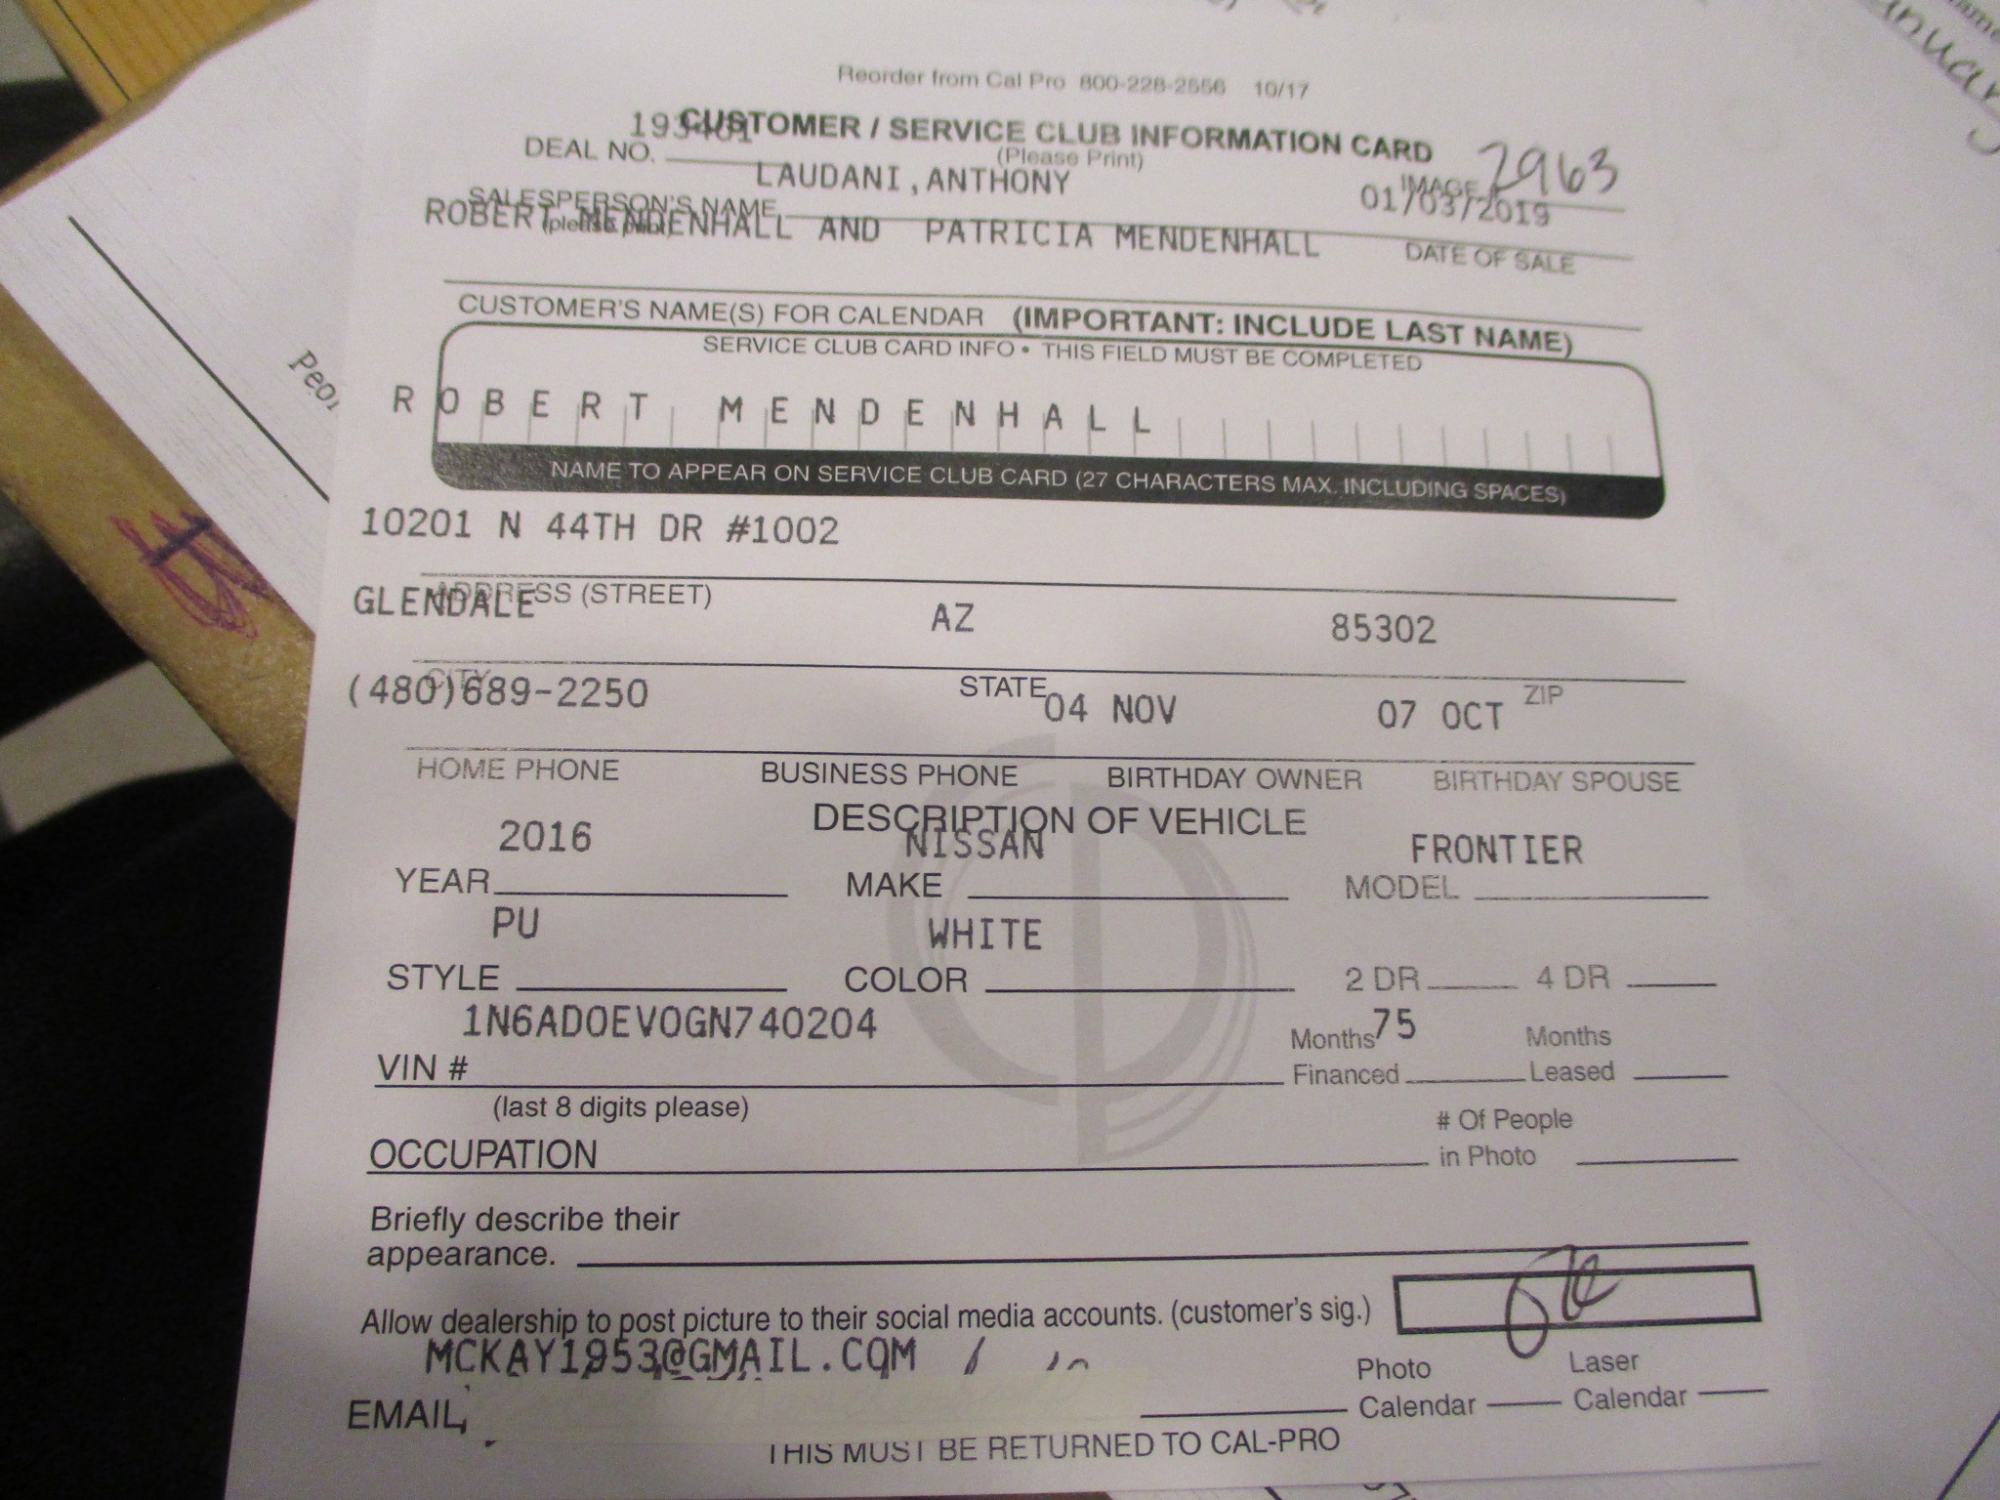 Reorder from Cal Pro 800-228-2556 10/17
193401
CUSTOMER / SERVICE CLUB INFORMATION CARD
(Please Print)
DEAL NO.
LAUDANI, ANTHONY
IMAGE # 2963
01/03/2019
SALESPERSON'S NAME
(please print)
ROBERT MENDENHALL AND PATRICIA MENDENHALL
DATE OF SALE
CUSTOMER'S NAME(S) FOR CALENDAR (IMPORTANT: INCLUDE LAST NAME)
SERVICE CLUB CARD INFO • THIS FIELD MUST BE COMPLETED
ROBERT MENDENHALL
NAME TO APPEAR ON SERVICE CLUB CARD (27 CHARACTERS MAX. INCLUDING SPACES)
10201 N 44TH DR #1002
ADDRESS (STREET)
GLENDALE AZ 85302
CITY STATE ZIP
(480)689-2250 04 NOV 07 OCT
HOME PHONE BUSINESS PHONE BIRTHDAY OWNER BIRTHDAY SPOUSE
DESCRIPTION OF VEHICLE
2016 NISSAN FRONTIER
YEAR MAKE MODEL
PU WHITE
STYLE COLOR 2 DR 4 DR
1N6AD0EV0GN740204
VIN #
(last 8 digits please)
Months 75 Months
Financed Leased
# Of People
OCCUPATION in Photo
Briefly describe their
appearance.
Allow dealership to post picture to their social media accounts. (customer's sig.)
MCKAY1953@GMAIL.COM
Photo Laser
EMAIL Calendar Calendar
THIS MUST BE RETURNED TO CAL-PRO